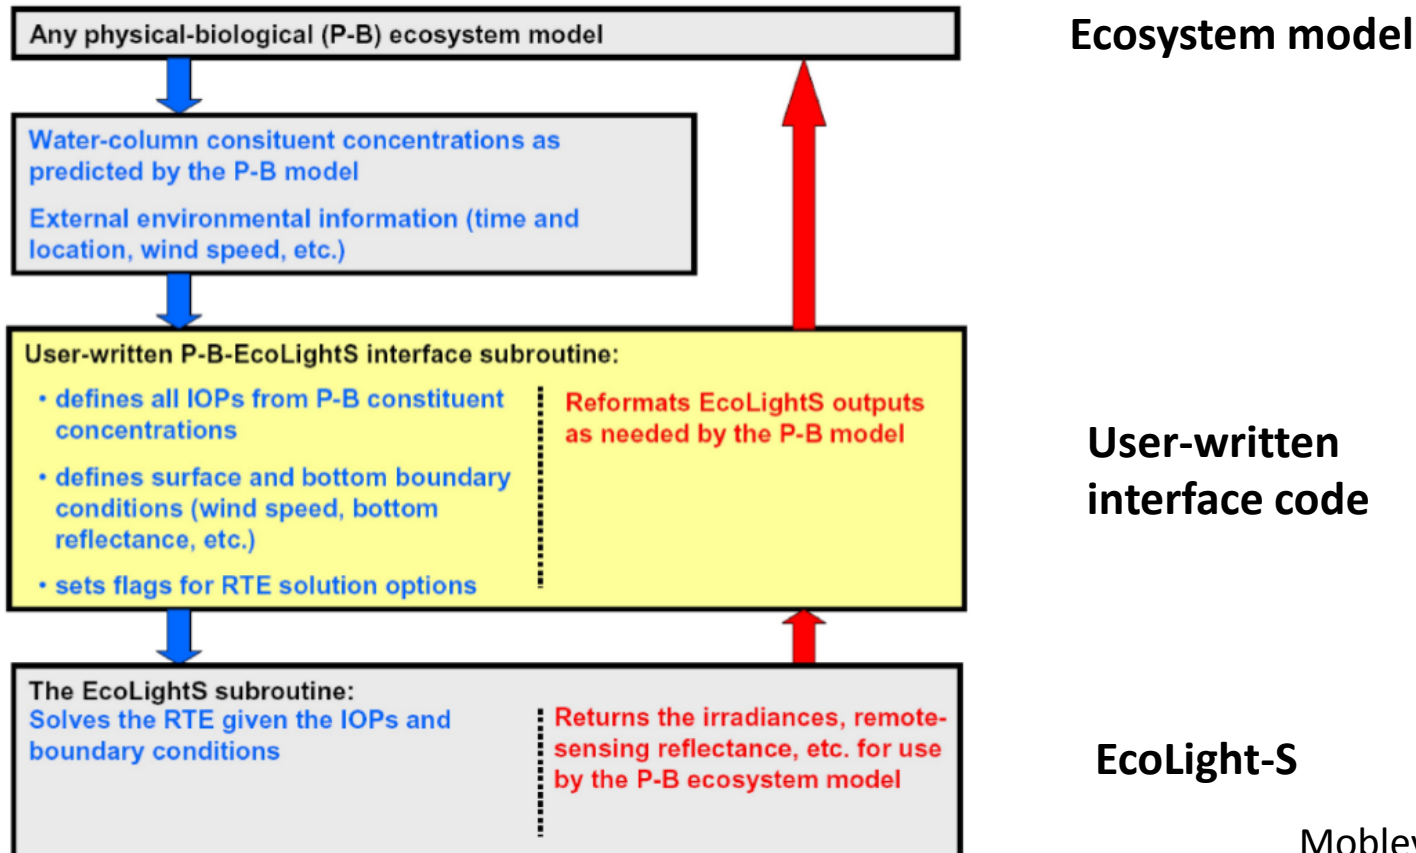 Any physical-biological (P-B) ecosystem model
Ecosystem model
Water-column consituent concentrations as
predicted by the P-B model
External environmental information (time and
location, wind speed, etc.)
User-written P-B-EcoLightS interface subroutine:
• defines all IOPs from P-B constituent
concentrations
• defines surface and bottom boundary
conditions (wind speed, bottom
reflectance, etc.)
• sets flags for RTE solution options
Reformats EcoLightS outputs
as needed by the P-B model
User-written
interface code
The EcoLightS subroutine:
Solves the RTE given the IOPs and
boundary conditions
Returns the irradiances, remote-
sensing reflectance, etc. for use
by the P-B ecosystem model
EcoLight-S
Mobley